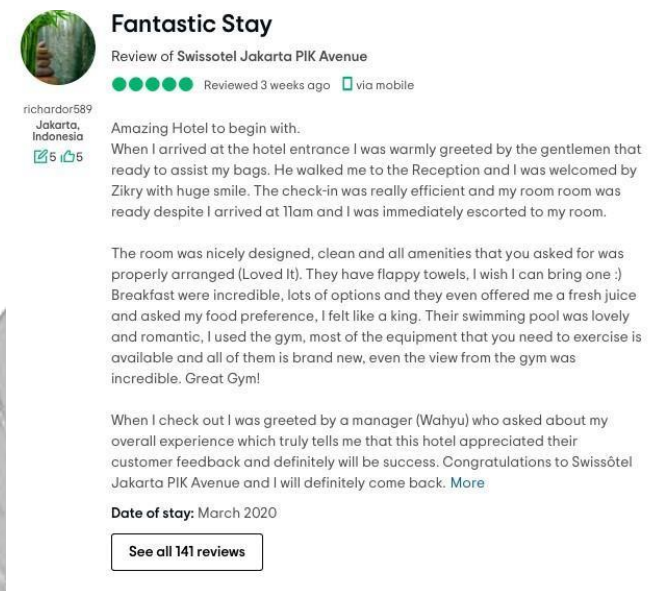 Fantastic Stay
Review of Swissotel Jakarta PIK Avenue
Reviewed 3 weeks ago via mobile
richardor589
Jakarta,
Indonesia
5 5
Amazing Hotel to begin with.
When I arrived at the hotel entrance I was warmly greeted by the gentlemen that
ready to assist my bags. He walked me to the Reception and I was welcomed by
Zikry with huge smile. The check-in was really efficient and my room room was
ready despite I arrived at 11am and I was immediately escorted to my room.
The room was nicely designed, clean and all amenities that you asked for was
properly arranged (Loved It). They have flappy towels, I wish I can bring one :)
Breakfast were incredible, lots of options and they even offered me a fresh juice
and asked my food preference, I felt like a king. Their swimming pool was lovely
and romantic, I used the gym, most of the equipment that you need to exercise is
available and all of them is brand new, even the view from the gym was
incredible. Great Gym!
When I check out I was greeted by a manager (Wahyu) who asked about my
overall experience which truly tells me that this hotel appreciated their
customer feedback and definitely will be success. Congratulations to Swissôtel
Jakarta PIK Avenue and I will definitely come back. More
Date of stay: March 2020
See all 141 reviews